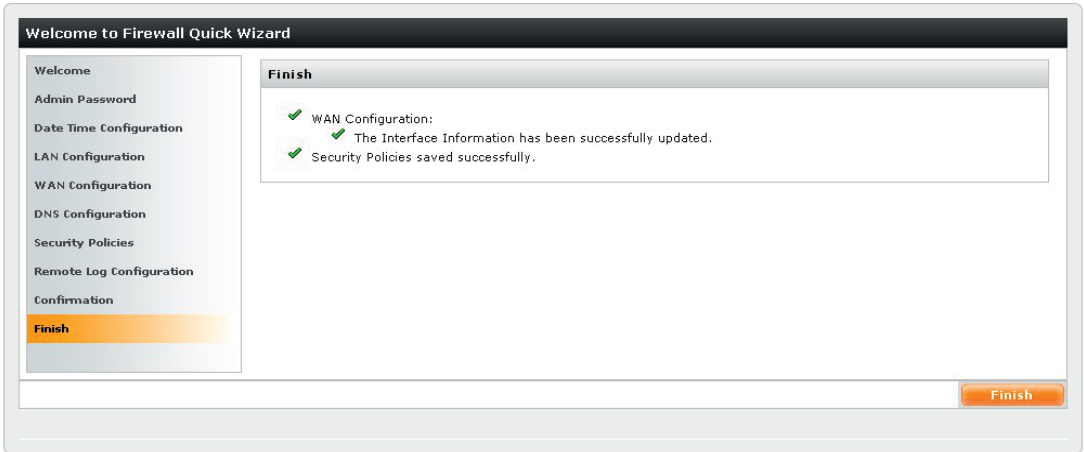 Welcome to Firewall Quick Wizard
Welcome
Admin Password
Date Time Configuration
LAN Configuration
WAN Configuration
DNS Configuration
Security Policies
Remote Log Configuration
Confirmation
Finish
Finish
WAN Configuration:
The Interface Information has been successfully updated.
Security Policies saved successfully.
Finish